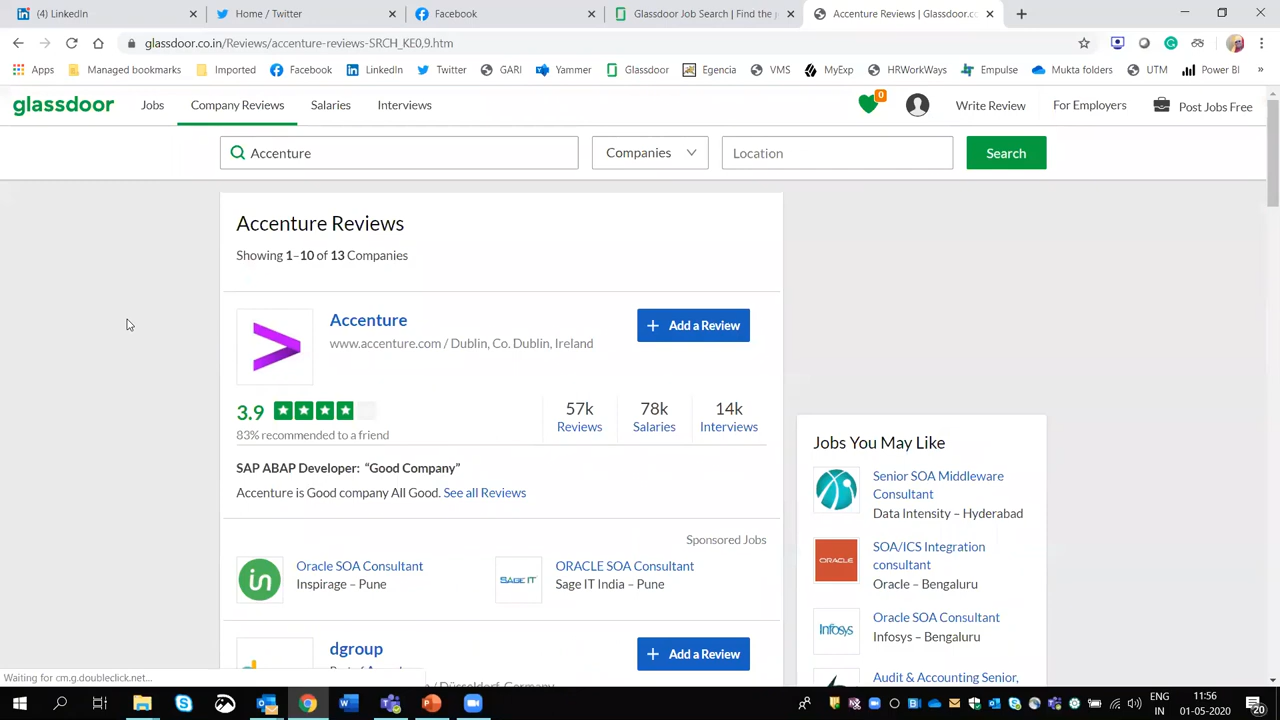 (4) LinkedIn
Home / Twitter
Facebook
Glassdoor Job Search | Find the
Accenture Reviews | Glassdoor.co
glassdoor.co.in/Reviews/accenture-reviews-SRCH_KE0,9.htm
Apps Managed bookmarks Imported Facebook LinkedIn Twitter GARI Yammer Glassdoor Egencia VMS MyExp HRWorkWays Empulse Mukta folders UTM Power BI »
glassdoor Jobs Company Reviews Salaries Interviews 0 Write Review For Employers Post Jobs Free
Accenture Companies Location Search
Accenture Reviews
Showing 1–10 of 13 Companies
Accenture
+ Add a Review
www.accenture.com / Dublin, Co. Dublin, Ireland
3.9
83% recommended to a friend
57k
Reviews
78k
Salaries
14k
Interviews
SAP ABAP Developer: “Good Company”
Accenture is Good company All Good. See all Reviews
Sponsored Jobs
in
Oracle SOA Consultant
Inspirage – Pune
SAGE IT
ORACLE SOA Consultant
Sage IT India – Pune
dgroup
+ Add a Review
Jobs You May Like
Senior SOA Middleware
Consultant
Data Intensity – Hyderabad
ORACLE
SOA/ICS Integration
consultant
Oracle – Bengaluru
Infosys
Oracle SOA Consultant
Infosys – Bengaluru
Audit & Accounting Senior,
Waiting for cm.g.doubleclick.net...
ENG
IN
11:56
01-05-2020
20